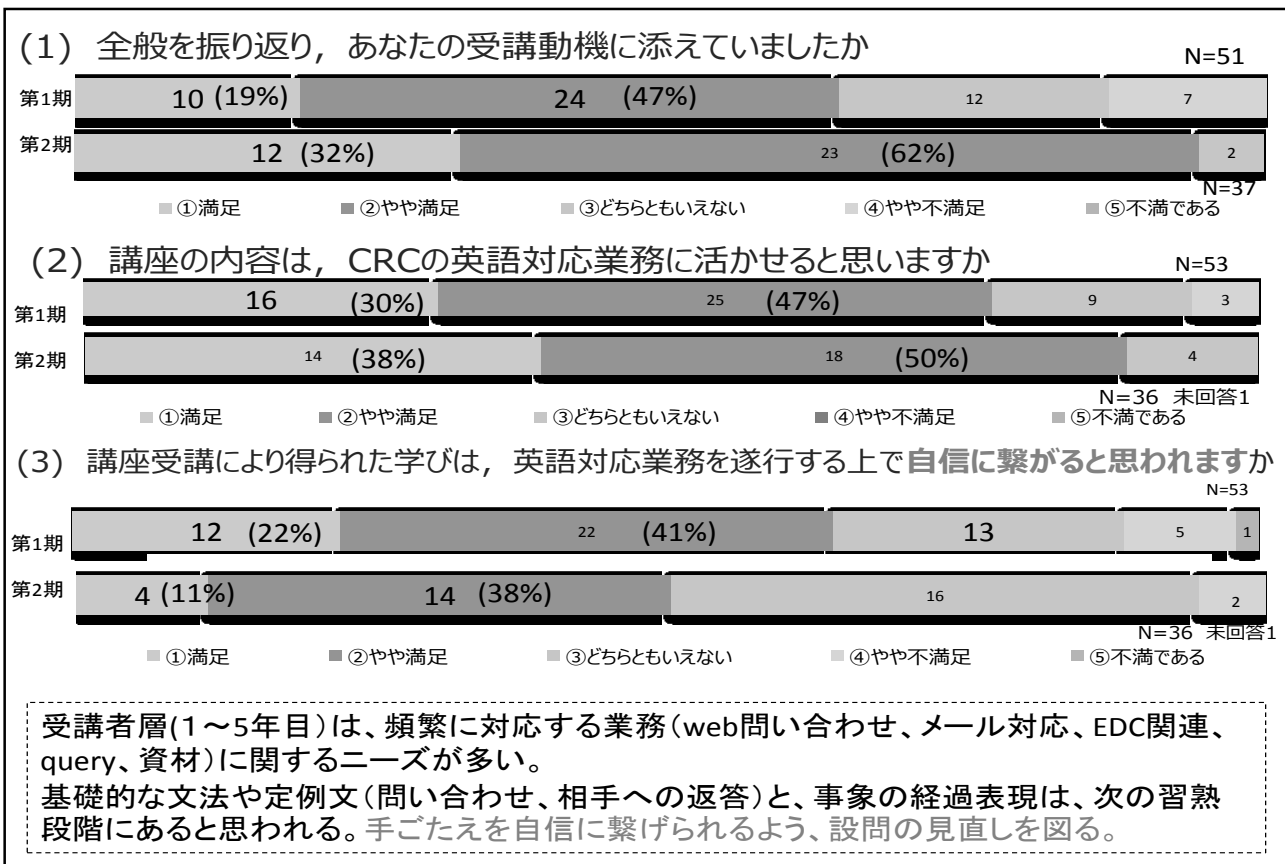 (1) 全般を振り返り，あなたの受講動機に添えていましたか
N=51
第1期 10 (19%) 24 (47%) 12 7
第2期 12 (32%) 23 (62%) 2
N=37
①満足 ②やや満足 ③どちらともいえない ④やや不満足 ⑤不満である
(2) 講座の内容は，CRCの英語対応業務に活かせると思いますか
N=53
第1期 16 (30%) 25 (47%) 9 3
第2期 14 (38%) 18 (50%) 4
N=36 未回答1
①満足 ②やや満足 ③どちらともいえない ④やや不満足 ⑤不満である
(3) 講座受講により得られた学びは，英語対応業務を遂行する上で自信に繋がると思われますか
N=53
第1期 12 (22%) 22 (41%) 13 5 1
第2期 4 (11%) 14 (38%) 16 2
N=36 未回答1
①満足 ②やや満足 ③どちらともいえない ④やや不満足 ⑤不満である
受講者層(１～5年目)は、頻繁に対応する業務(web問い合わせ、メール対応、EDC関連、
query、資材)に関するニーズが多い。
基礎的な文法や定例文(問い合わせ、相手への返答)と、事象の経過表現は、次の習熟
段階にあると思われる。手ごたえを自信に繋げられるよう、設問の見直しを図る。